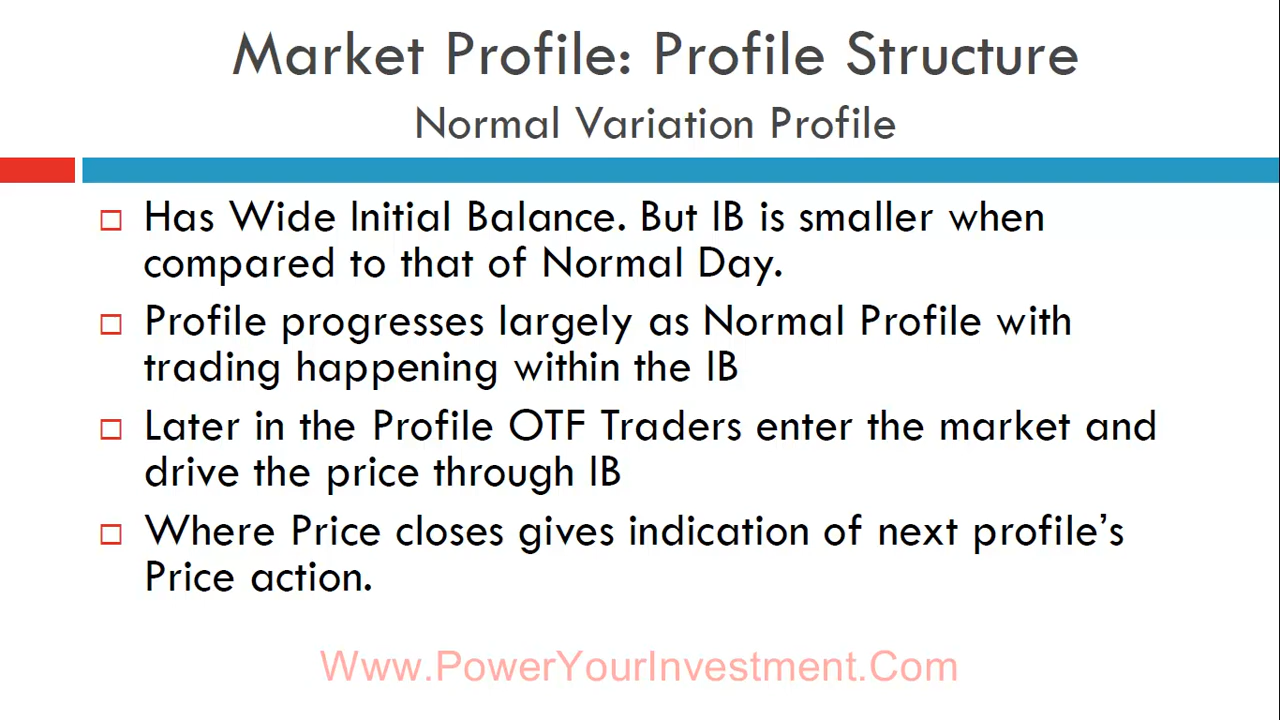 Market Profile: Profile Structure
Normal Variation Profile
Has Wide Initial Balance. But IB is smaller when
compared to that of Normal Day.
Profile progresses largely as Normal Profile with
trading happening within the IB
Later in the Profile OTF Traders enter the market and
drive the price through IB
Where Price closes gives indication of next profile’s
Price action.
Www.PowerYourInvestment.Com